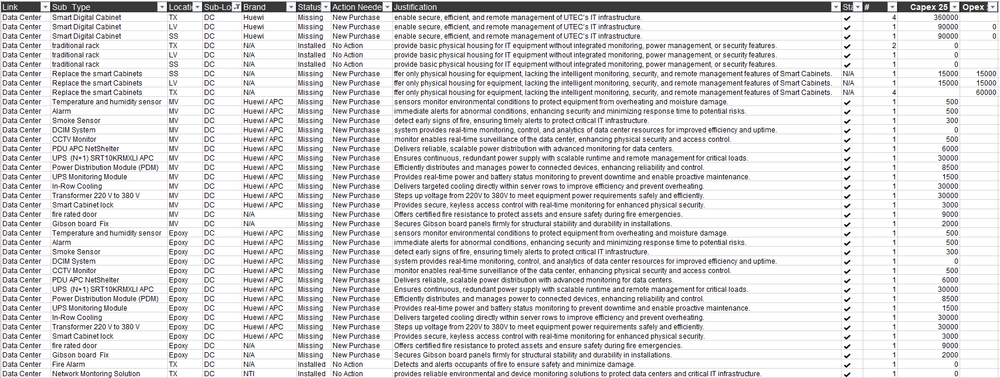 Link Sub Type Locati Sub-Lo Brand Status Action Neede Justification Sta # Capex 25 Opex
Data Center Smart Digital Cabinet TX DC Huewi Missing New Purchase enable secure, efficient, and remote management of UTEC's IT infrastructure. ✔ 4 360000
Data Center Smart Digital Cabinet LV DC Huewi Missing New Purchase enable secure, efficient, and remote management of UTEC's IT infrastructure. ✔ 1 90000 0
Data Center Smart Digital Cabinet SS DC Huewi Missing New Purchase enable secure, efficient, and remote management of UTEC's IT infrastructure. ✔ 1 90000 0
Data Center traditional rack TX DC N/A Installed No Action provide basic physical housing for IT equipment without integrated monitoring, power management, or security features. ✔ 2 0
Data Center traditional rack LV DC N/A Installed No Action provide basic physical housing for IT equipment without integrated monitoring, power management, or security features. ✔ 1 0
Data Center traditional rack SS DC N/A Installed No Action provide basic physical housing for IT equipment without integrated monitoring, power management, or security features. ✔ 1 0
Data Center Replace the smart Cabinets SS DC N/A Missing New Purchase ffer only physical housing for equipment, lacking the intelligent monitoring, security, and remote management features of Smart Cabinets. N/A 1 15000 15000
Data Center Replace the smart Cabinets LV DC N/A Missing New Purchase ffer only physical housing for equipment, lacking the intelligent monitoring, security, and remote management features of Smart Cabinets. N/A 1 15000 15000
Data Center Replace the smart Cabinets TX DC N/A Missing New Purchase ffer only physical housing for equipment, lacking the intelligent monitoring, security, and remote management features of Smart Cabinets. N/A 4 60000
Data Center Temperature and humidity sensor MV DC Huewi / APC Missing New Purchase sensors monitor environmental conditions to protect equipment from overheating and moisture damage. ✔ 1 500
Data Center Alarm MV DC Huewi / APC Missing New Purchase immediate alerts for abnormal conditions, enhancing security and minimizing response time to potential risks. ✔ 1 500
Data Center Smoke Sensor MV DC Huewi / APC Missing New Purchase detect early signs of fire, ensuring timely alerts to protect critical IT infrastructure. ✔ 1 300
Data Center DCIM System MV DC Huewi / APC Missing New Purchase system provides real-time monitoring, control, and analytics of data center resources for improved efficiency and uptime. ✔ 1 0
Data Center CCTV Monitor MV DC Huewi / APC Missing New Purchase monitor enables real-time surveillance of the data center, enhancing physical security and access control. ✔ 1 500
Data Center PDU APC NetShelter MV DC Huewi / APC Missing New Purchase Delivers reliable, scalable power distribution with advanced monitoring for data centers. ✔ 1 6000
Data Center UPS (N+1) SRT10KRMXLI APC MV DC Huewi / APC Missing New Purchase Ensures continuous, redundant power supply with scalable runtime and remote management for critical loads. ✔ 1 30000
Data Center Power Distribution Module (PDM) MV DC Huewi / APC Missing New Purchase Efficiently distributes and manages power to connected devices, enhancing reliability and control. ✔ 1 8500
Data Center UPS Monitoring Module MV DC Huewi / APC Missing New Purchase Provides real-time power and battery status monitoring to prevent downtime and enable proactive maintenance. ✔ 1 1500
Data Center In-Row Cooling MV DC Huewi / APC Missing New Purchase Delivers targeted cooling directly within server rows to improve efficiency and prevent overheating. ✔ 1 30000
Data Center Transformer 220 V to 380 V MV DC Huewi / APC Missing New Purchase Steps up voltage from 220V to 380V to meet equipment power requirements safely and efficiently. ✔ 1 30000
Data Center Smart Cabinet lock MV DC Huewi / APC Missing New Purchase Provides secure, keyless access control with real-time monitoring for enhanced physical security. ✔ 1 3000
Data Center fire rated door MV DC N/A Missing New Purchase Offers certified fire resistance to protect assets and ensure safety during fire emergencies. ✔ 1 9000
Data Center Gibson board Fix MV DC N/A Missing New Purchase Secures Gibson board panels firmly for structural stability and durability in installations. ✔ 1 2000
Data Center Temperature and humidity sensor Epoxy DC Huewi / APC Missing New Purchase sensors monitor environmental conditions to protect equipment from overheating and moisture damage. ✔ 1 500
Data Center Alarm Epoxy DC Huewi / APC Missing New Purchase immediate alerts for abnormal conditions, enhancing security and minimizing response time to potential risks. ✔ 1 500
Data Center Smoke Sensor Epoxy DC Huewi / APC Missing New Purchase detect early signs of fire, ensuring timely alerts to protect critical IT infrastructure. ✔ 1 300
Data Center DCIM System Epoxy DC Huewi / APC Missing New Purchase system provides real-time monitoring, control, and analytics of data center resources for improved efficiency and uptime. ✔ 1 0
Data Center CCTV Monitor Epoxy DC Huewi / APC Missing New Purchase monitor enables real-time surveillance of the data center, enhancing physical security and access control. ✔ 1 500
Data Center PDU APC NetShelter Epoxy DC Huewi / APC Missing New Purchase Delivers reliable, scalable power distribution with advanced monitoring for data centers. ✔ 1 6000
Data Center UPS (N+1) SRT10KRMXLI APC Epoxy DC Huewi / APC Missing New Purchase Ensures continuous, redundant power supply with scalable runtime and remote management for critical loads. ✔ 1 30000
Data Center Power Distribution Module (PDM) Epoxy DC Huewi / APC Missing New Purchase Efficiently distributes and manages power to connected devices, enhancing reliability and control. ✔ 1 8500
Data Center UPS Monitoring Module Epoxy DC Huewi / APC Missing New Purchase Provides real-time power and battery status monitoring to prevent downtime and enable proactive maintenance. ✔ 1 1500
Data Center In-Row Cooling Epoxy DC Huewi / APC Missing New Purchase Delivers targeted cooling directly within server rows to improve efficiency and prevent overheating. ✔ 1 30000
Data Center Transformer 220 V to 380 V Epoxy DC Huewi / APC Missing New Purchase Steps up voltage from 220V to 380V to meet equipment power requirements safely and efficiently. ✔ 1 30000
Data Center Smart Cabinet lock Epoxy DC Huewi / APC Missing New Purchase Provides secure, keyless access control with real-time monitoring for enhanced physical security. ✔ 1 3000
Data Center fire rated door Epoxy DC N/A Missing New Purchase Offers certified fire resistance to protect assets and ensure safety during fire emergencies. ✔ 1 9000
Data Center Gibson board Fix Epoxy DC N/A Missing New Purchase Secures Gibson board panels firmly for structural stability and durability in installations. ✔ 1 2000
Data Center Fire Alarm TX DC N/A Installed No Action Detects and alerts occupants of fire to ensure safety and minimize damage. ✔ 1 0
Data Center Network Montoring Solution TX DC NTI Installed No Action provides reliable environmental and device monitoring solutions to protect data centers and critical IT infrastructure. ✔ 1 0